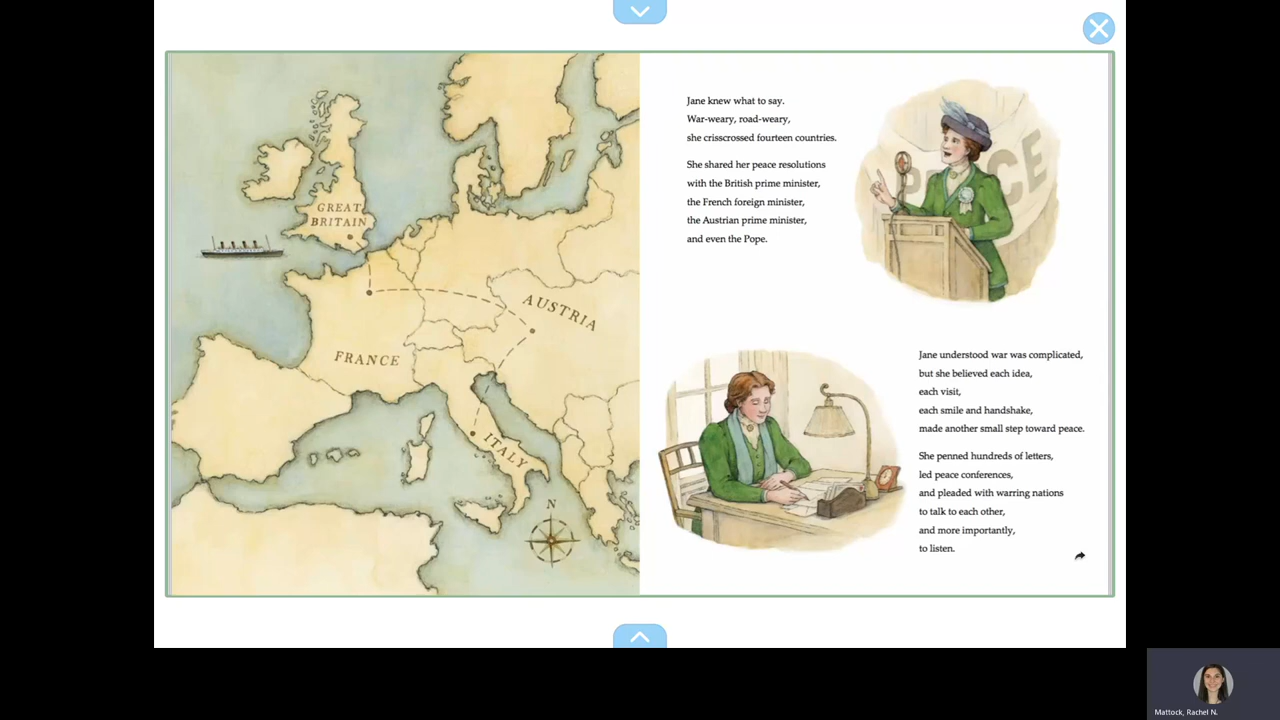 GREAT
BRITAIN
AUSTRIA
FRANCE
ITALY
N
Jane knew what to say.
War-weary, road-weary,
she crisscrossed fourteen countries.
She shared her peace resolutions
with the British prime minister,
the French foreign minister,
the Austrian prime minister,
and even the Pope.
PEACE
Jane understood war was complicated,
but she believed each idea,
each visit,
each smile and handshake,
made another small step toward peace.
She penned hundreds of letters,
led peace conferences,
and pleaded with warring nations
to talk to each other,
and more importantly,
to listen.
Mattock, Rachel N.